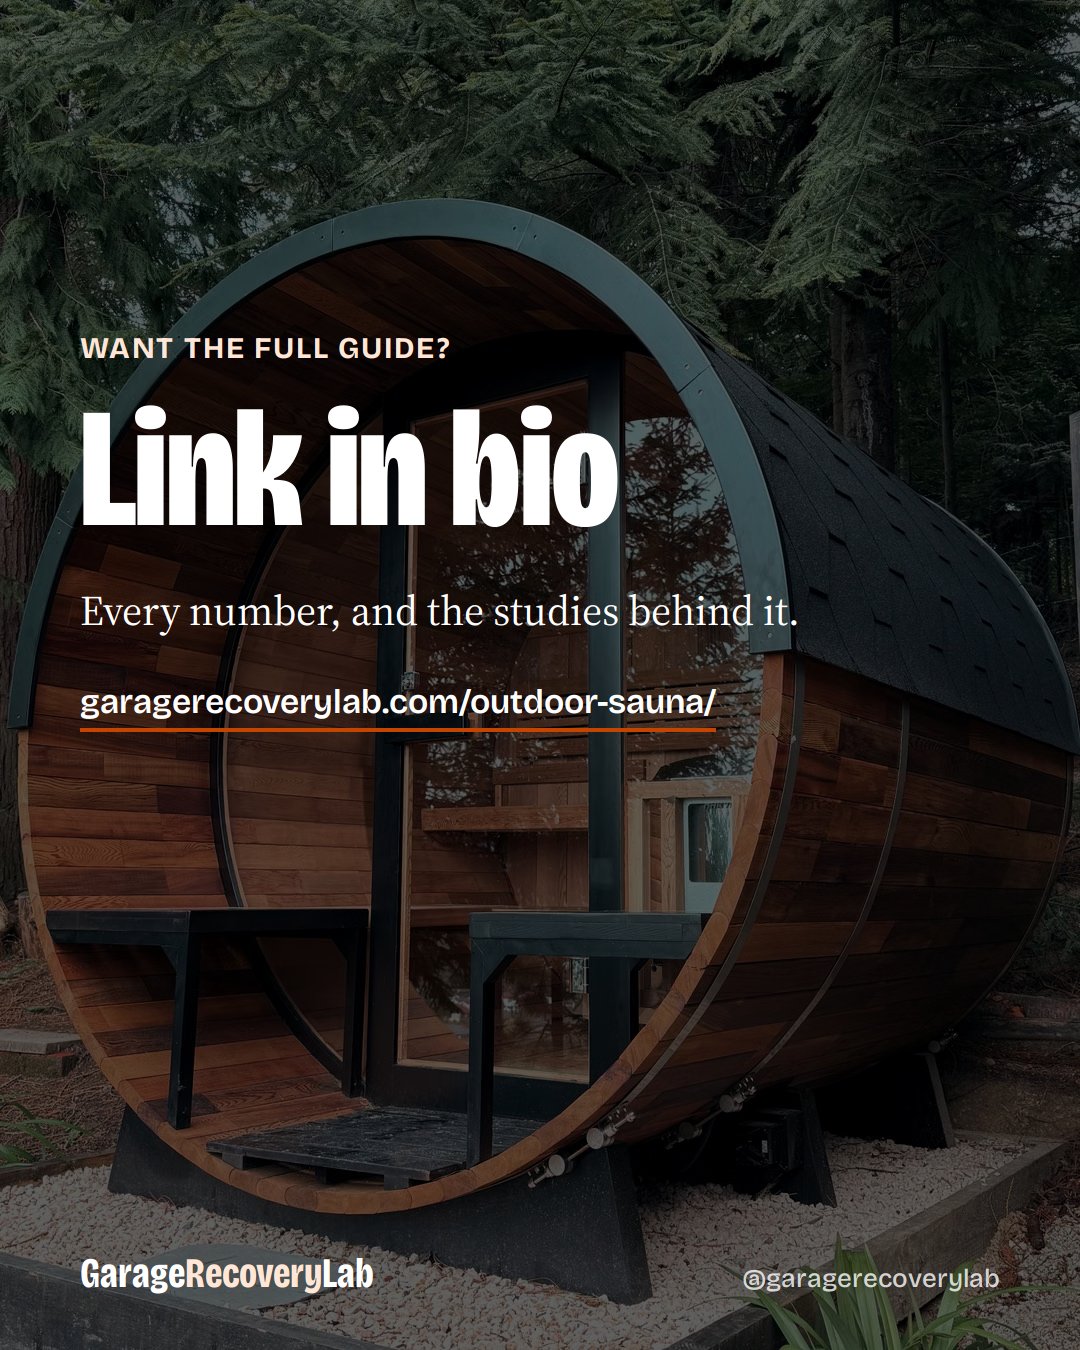 WANT THE FULL GUIDE?
Link in bio
Every number, and the studies behind it.
garagerecoverylab.com/outdoor-sauna/
GarageRecoveryLab
@garagerecoverylab